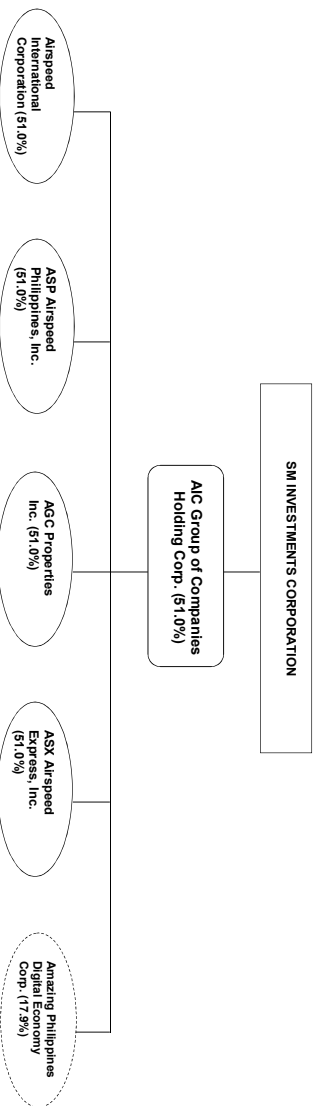 SM INVESTMENTS CORPORATION
AIC Group of Companies
Holding Corp. (51.0%)
Airspeed
International
Corporation (51.0%)
ASP Airspeed
Philippines, Inc.
(51.0%)
AGC Properties
Inc. (51.0%)
ASX Airspeed
Express, Inc.
(51.0%)
Amazing Philippines
Digital Economy
Corp. (17.9%)